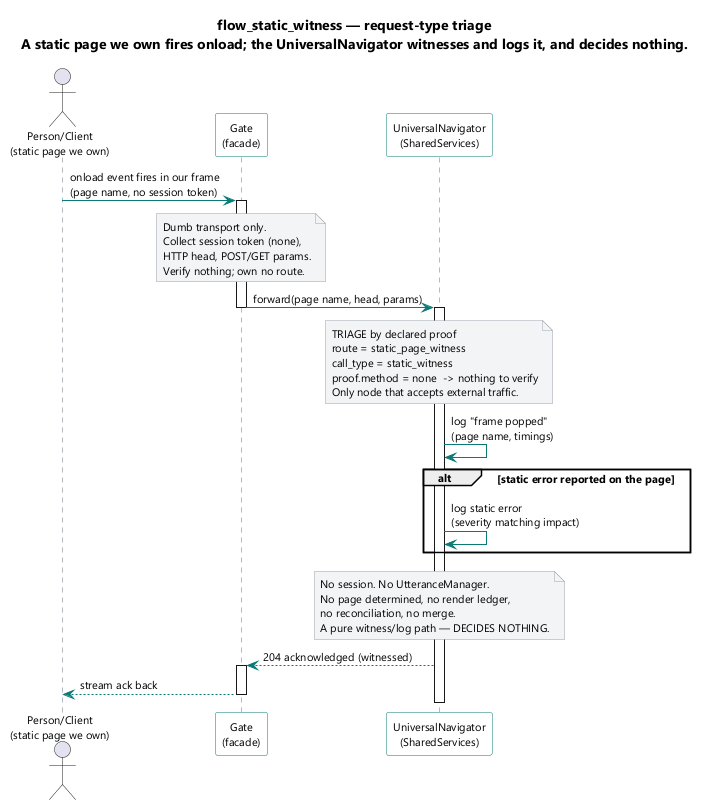 flow_static_witness — request-type triage
A static page we own fires onload; the UniversalNavigator witnesses and logs it, and decides nothing.
Person/Client
(static page we own)
Gate
(facade)
UniversalNavigator
(SharedServices)
onload event fires in our frame
(page name, no session token)
Dumb transport only.
Collect session token (none),
HTTP head, POST/GET params.
Verify nothing; own no route.
forward(page name, head, params)
TRIAGE by declared proof
route = static_page_witness
call_type = static_witness
proof.method = none -> nothing to verify
Only node that accepts external traffic.
log "frame popped"
(page name, timings)
alt [static error reported on the page]
log static error
(severity matching impact)
No session. No UtteranceManager.
No page determined, no render ledger,
no reconciliation, no merge.
A pure witness/log path — DECIDES NOTHING.
204 acknowledged (witnessed)
stream ack back
Person/Client
(static page we own)
Gate
(facade)
UniversalNavigator
(SharedServices)